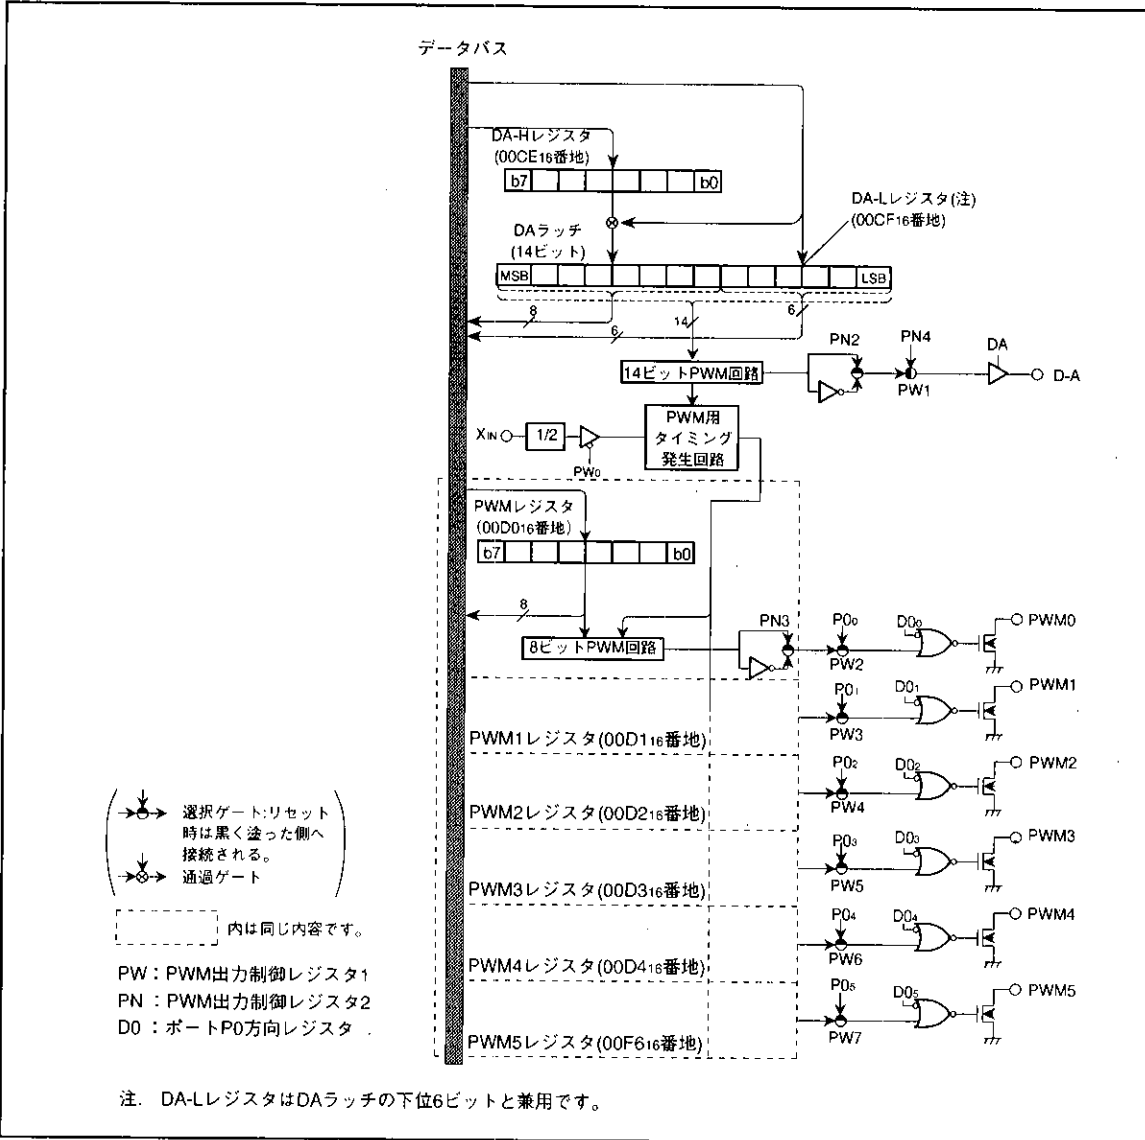 データバス
DA-Hレジスタ
(00CE16番地)
b7 b0
DA-Lレジスタ(注)
(00CF16番地)
DAラッチ
(14ビット)
MSB LSB
8
14
6
6
PN2 PN4 DA
14ビットPWM回路
PW1
D-A
PWM用
タイミング
発生回路
XIN 1/2
PW0
PWMレジスタ
(00D016番地)
b7 b0
8
8ビットPWM回路
PN3
P00 D00 PWM0
PW2
P01 D01 PWM1
PW3
PWM1レジスタ(00D116番地)
P02 D02 PWM2
PW4
PWM2レジスタ(00D216番地)
P03 D03 PWM3
PW5
PWM3レジスタ(00D316番地)
P04 D04 PWM4
PW6
PWM4レジスタ(00D416番地)
P05 D05 PWM5
PW7
PWM5レジスタ(00F616番地)
選択ゲート:リセット
時は黒く塗った側へ
接続される。
通過ゲート
内は同じ内容です。
PW：PWM出力制御レジスタ1
PN：PWM出力制御レジスタ2
D0：ポートP0方向レジスタ
注. DA-LレジスタはDAラッチの下位6ビットと兼用です。